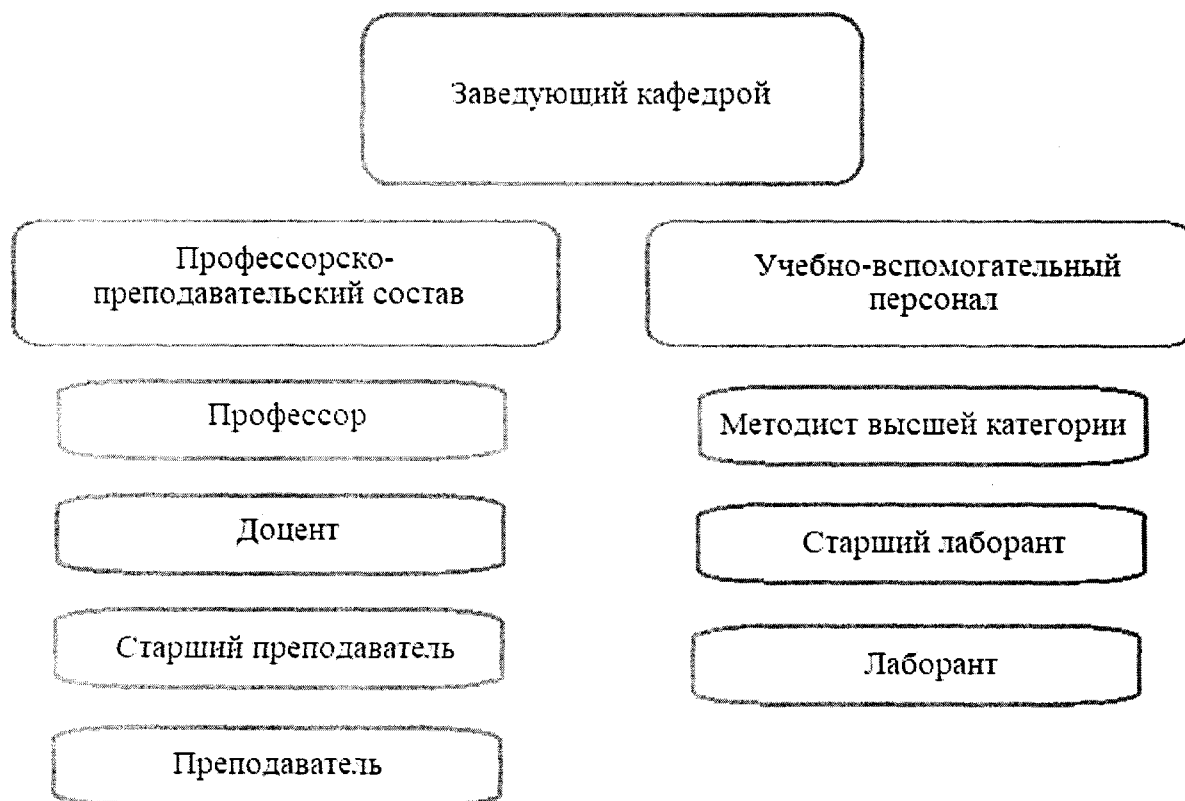 Заведующий кафедрой
Профессорско-
преподавательский состав
Профессор
Доцент
Старший преподаватель
Преподаватель
Учебно-вспомогательный
персонал
Методист высшей категории
Старший лаборант
Лаборант